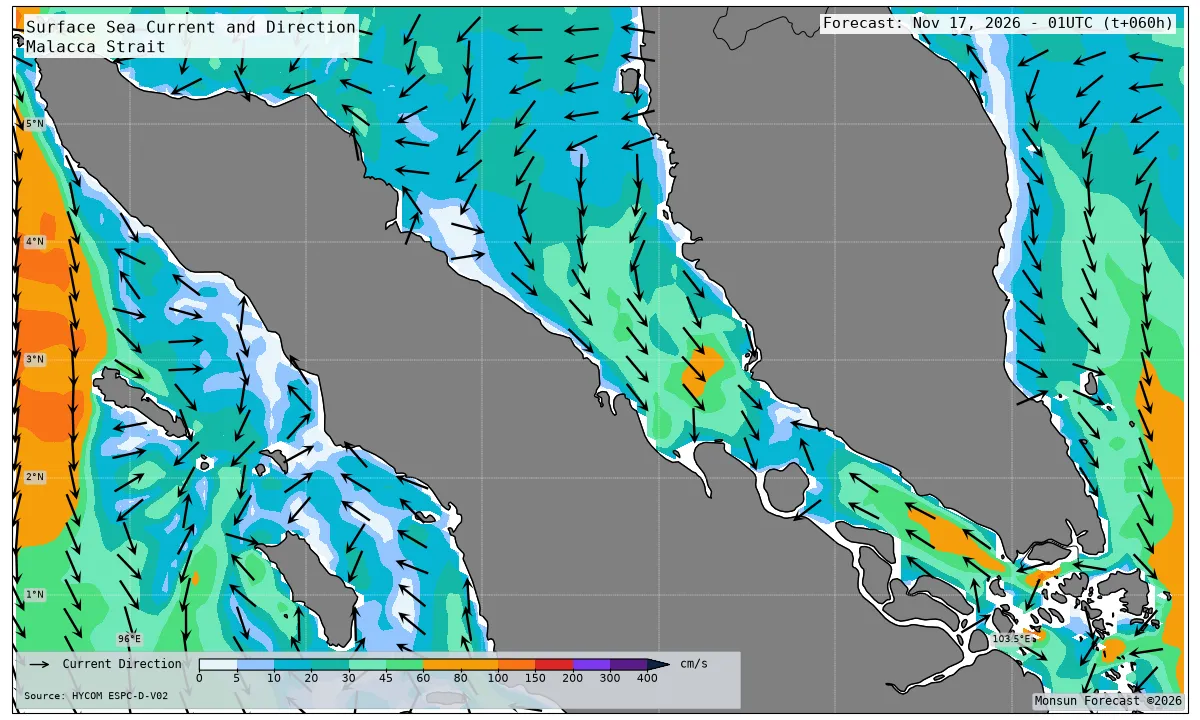 Surface Sea Current and Direction
Malacca Strait
Forecast: Nov 17, 2026 - 01UTC (t+060h)
5°N
4°N
3°N
2°N
1°N
96°E
103.5°E
Current Direction
0 5 10 20 30 45 60 80 100 150 200 300 400
cm/s
Source: HYCOM ESPC-D-V02
Monsun Forecast ©2026